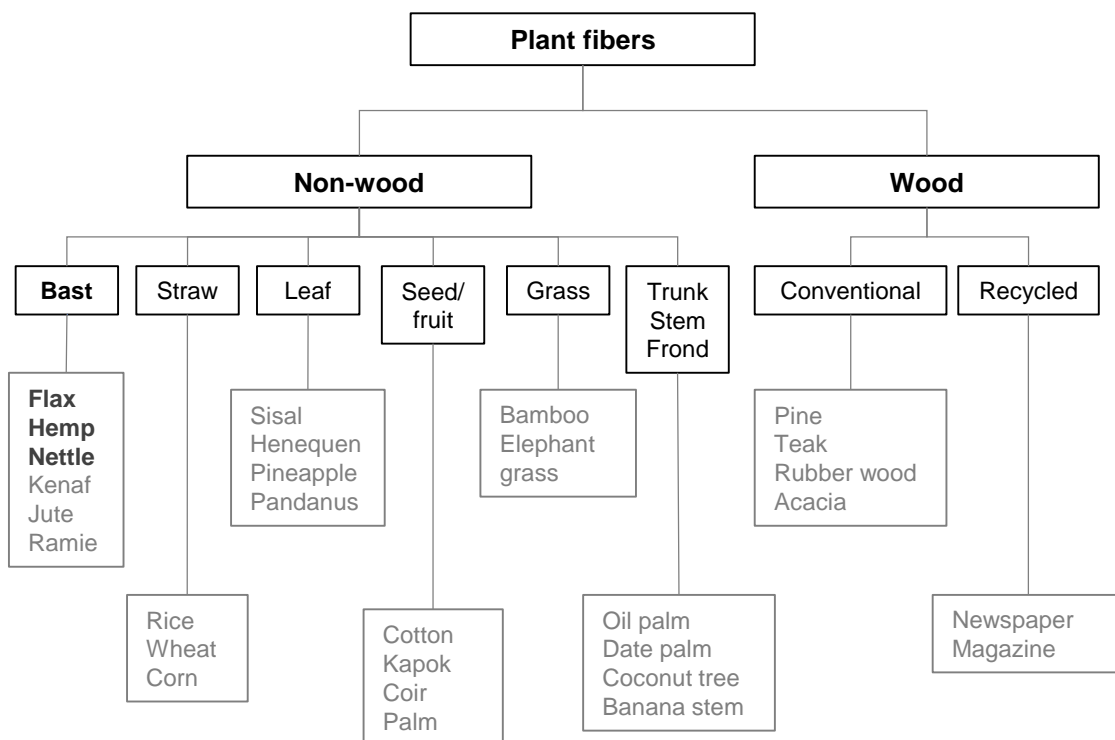 Plant fibers
Non-wood
Wood
Bast
Straw
Leaf
Seed/
fruit
Grass
Trunk
Stem
Frond
Conventional
Recycled
Flax
Hemp
Nettle
Kenaf
Jute
Ramie
Rice
Wheat
Corn
Sisal
Henequen
Pineapple
Pandanus
Cotton
Kapok
Coir
Palm
Bamboo
Elephant
grass
Oil palm
Date palm
Coconut tree
Banana stem
Pine
Teak
Rubber wood
Acacia
Newspaper
Magazine